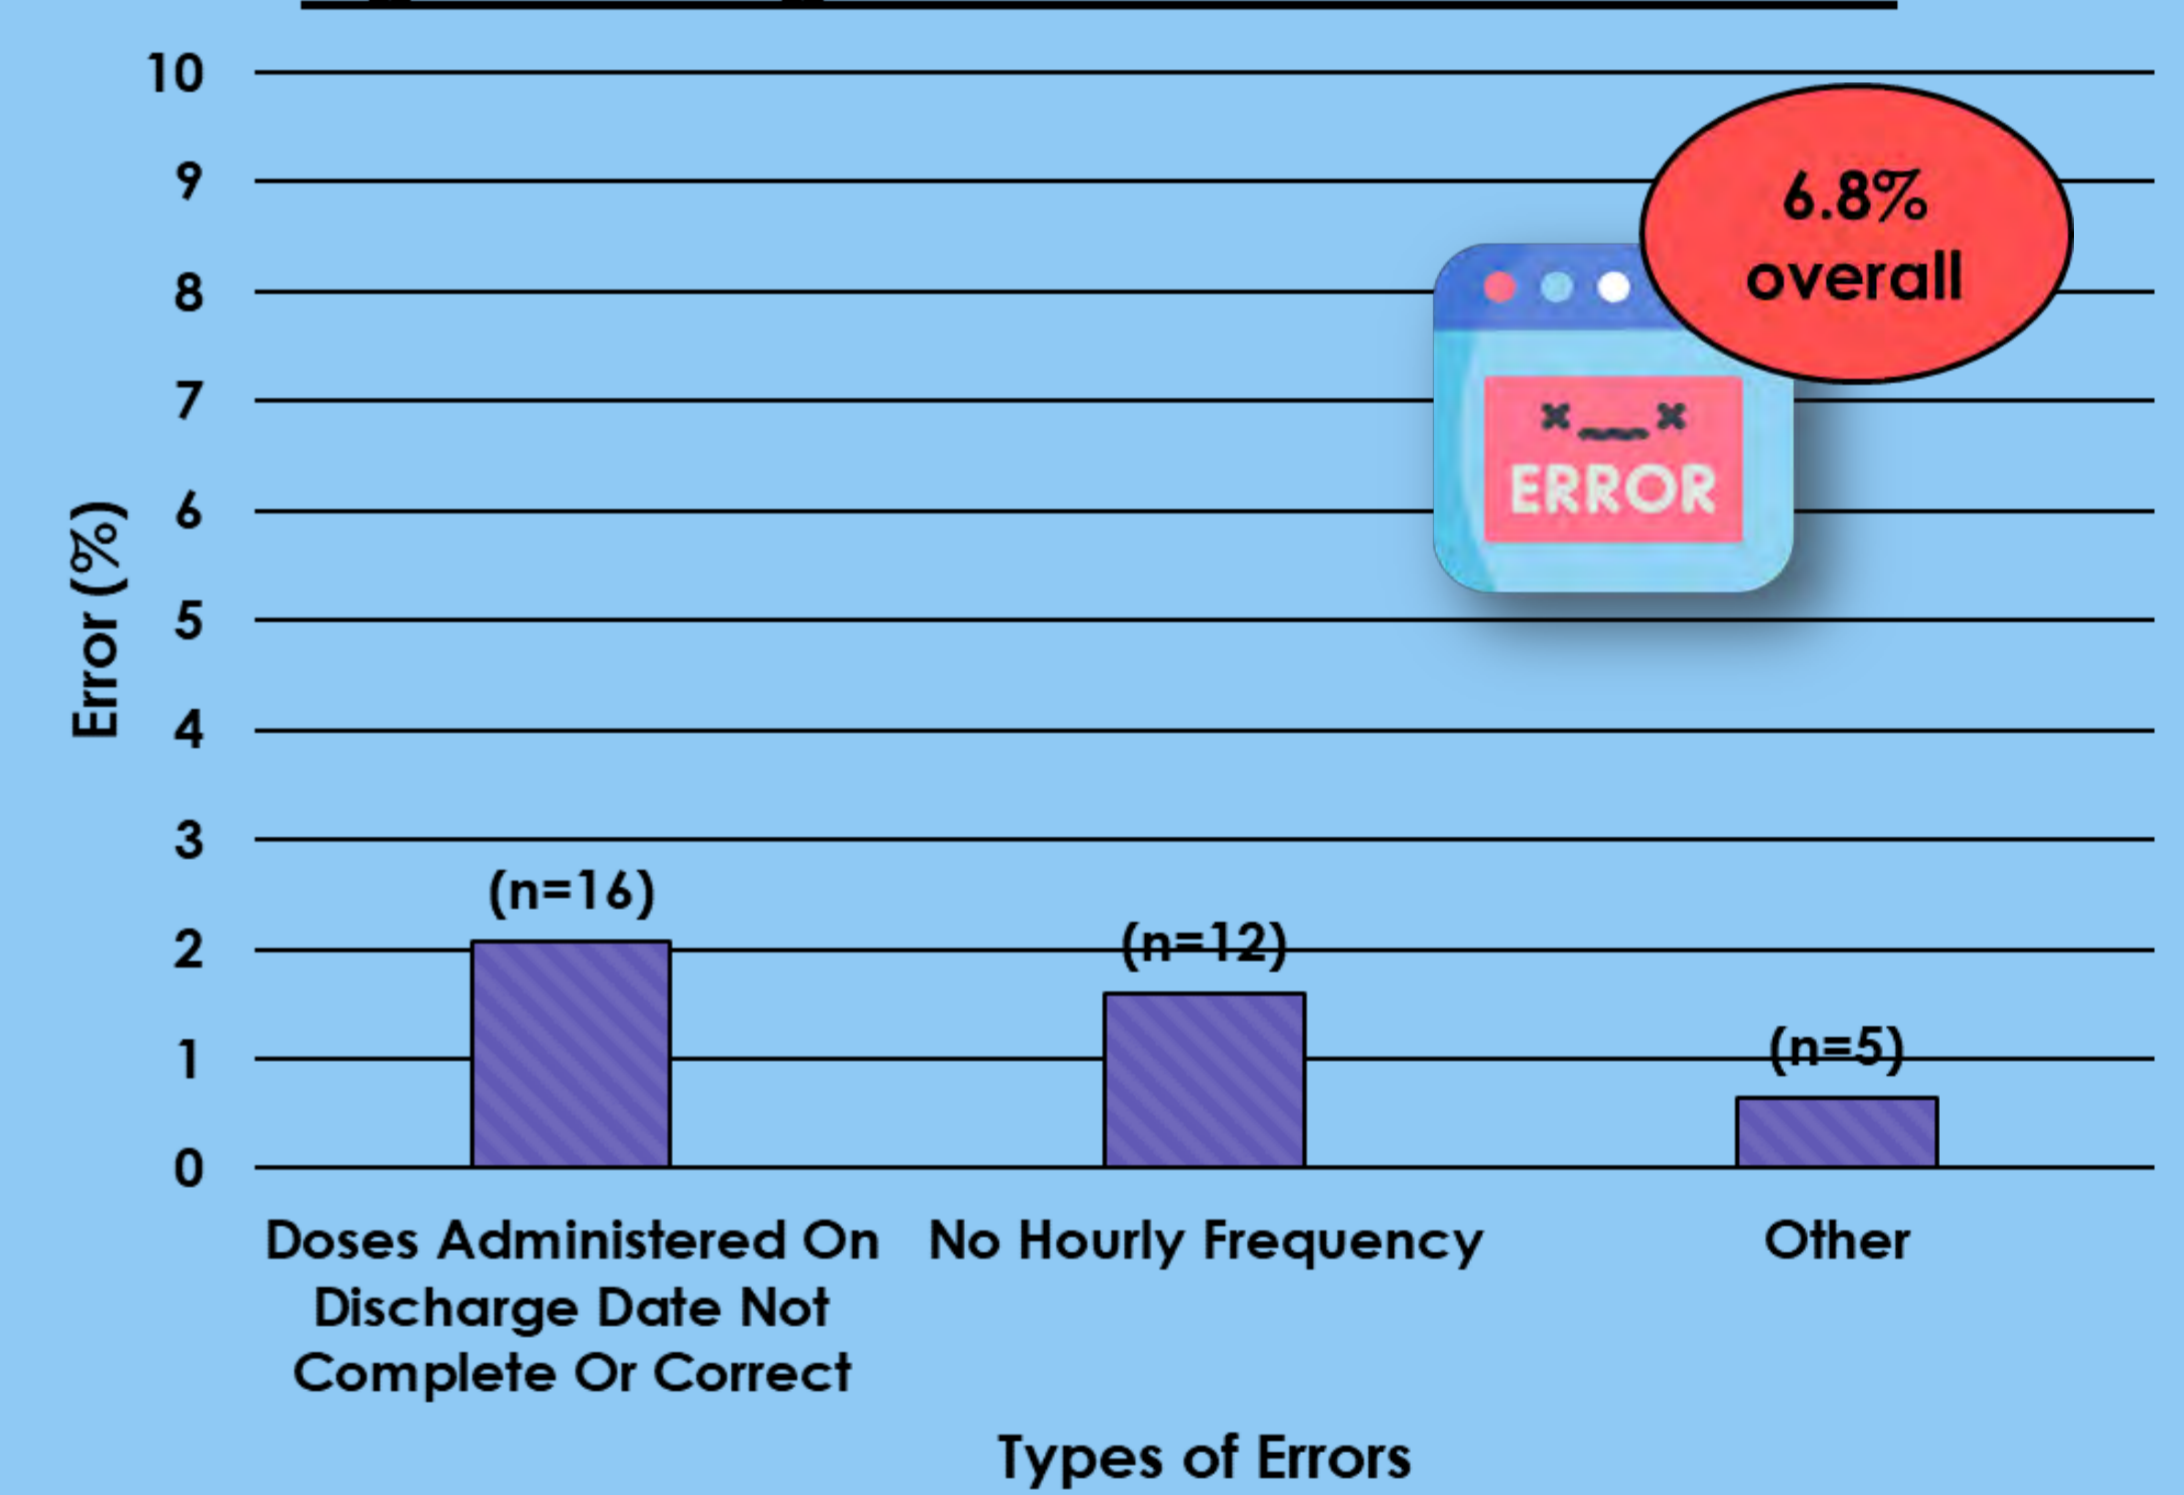 10
9
8
7
6
5
4
3
2
1
0
Error (%)
6.8%
overall
ERROR
(n=16)
(n=12)
(n=5)
Doses Administered On
Discharge Date Not
Complete Or Correct
No Hourly Frequency
Other
Types of Errors